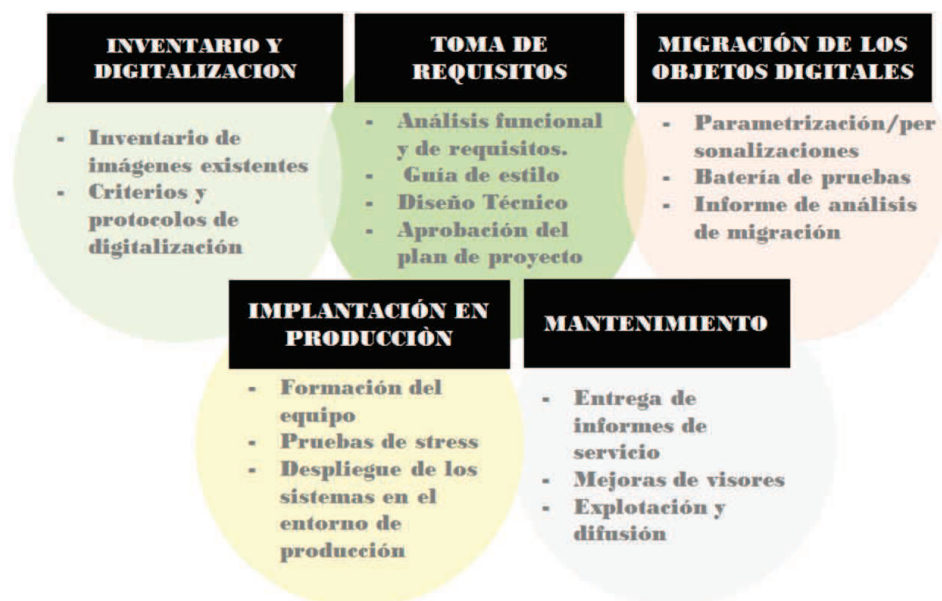 INVENTARIO Y
DIGITALIZACION
- Inventario de
imágenes existentes
- Criterios y
protocolos de
digitalización
TOMA DE
REQUISITOS
- Análisis funcional
y de requisitos.
- Guía de estilo
- Diseño Técnico
- Aprobación del
plan de proyecto
MIGRACIÓN DE LOS
OBJETOS DIGITALES
- Parametrización/per
sonalizaciones
- Batería de pruebas
- Informe de análisis
de migración
IMPLANTACIÓN EN
PRODUCCIÒN
- Formación del
equipo
- Pruebas de stress
- Despliegue de los
sistemas en el
entorno de
producción
MANTENIMIENTO
- Entrega de
informes de
servicio
- Mejoras de visores
- Explotación y
difusión